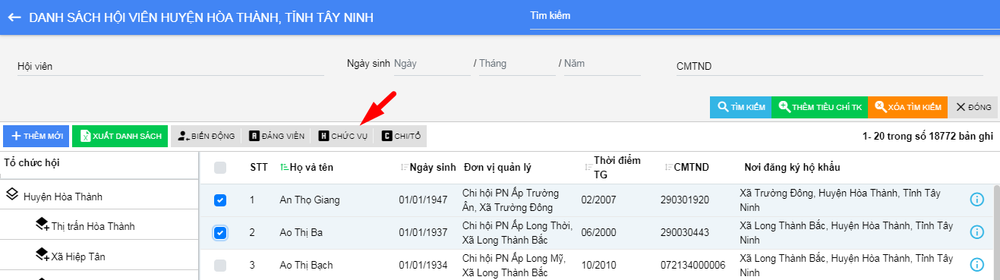 DANH SÁCH HỘI VIÊN HUYỆN HÒA THÀNH, TỈNH TÂY NINH
Tìm kiếm
Hội viên
Ngày sinh Ngày / Tháng / Năm
CMTND
TÌM KIẾM
THÊM TIÊU CHÍ TK
XÓA TÌM KIẾM
ĐÓNG
THÊM MỚI
XUẤT DANH SÁCH
BIẾN ĐỘNG
A ĐẢNG VIÊN
H CHỨC VỤ
C CHI/TỔ
1- 20 trong số 18772 bản ghi
Tổ chức hội
Huyện Hòa Thành
Thị trấn Hòa Thành
Xã Hiệp Tân
STT Họ và tên Ngày sinh Đơn vị quản lý Thời điểm
TG
CMTND Nơi đăng ký hộ khẩu
1 An Thọ Giang 01/01/1947 Chi hội PN Ấp Trường
Ân, Xã Trường Đông
02/2007 290301920 Xã Trường Đông, Huyện Hòa Thành, Tỉnh Tây
Ninh
2 Ao Thị Ba 01/01/1937 Chi hội PN Ấp Long Thời,
Xã Long Thành Bắc
06/2000 290030443 Xã Long Thành Bắc, Huyện Hòa Thành, Tỉnh Tây
Ninh
3 Ao Thị Bạch 01/01/1934 Chi hội PN Ấp Long Mỹ,
Xã Long Thành Bắc
10/2010 072134000006 Xã Long Thành Bắc, Huyện Hòa Thành, Tỉnh Tây
Ninh